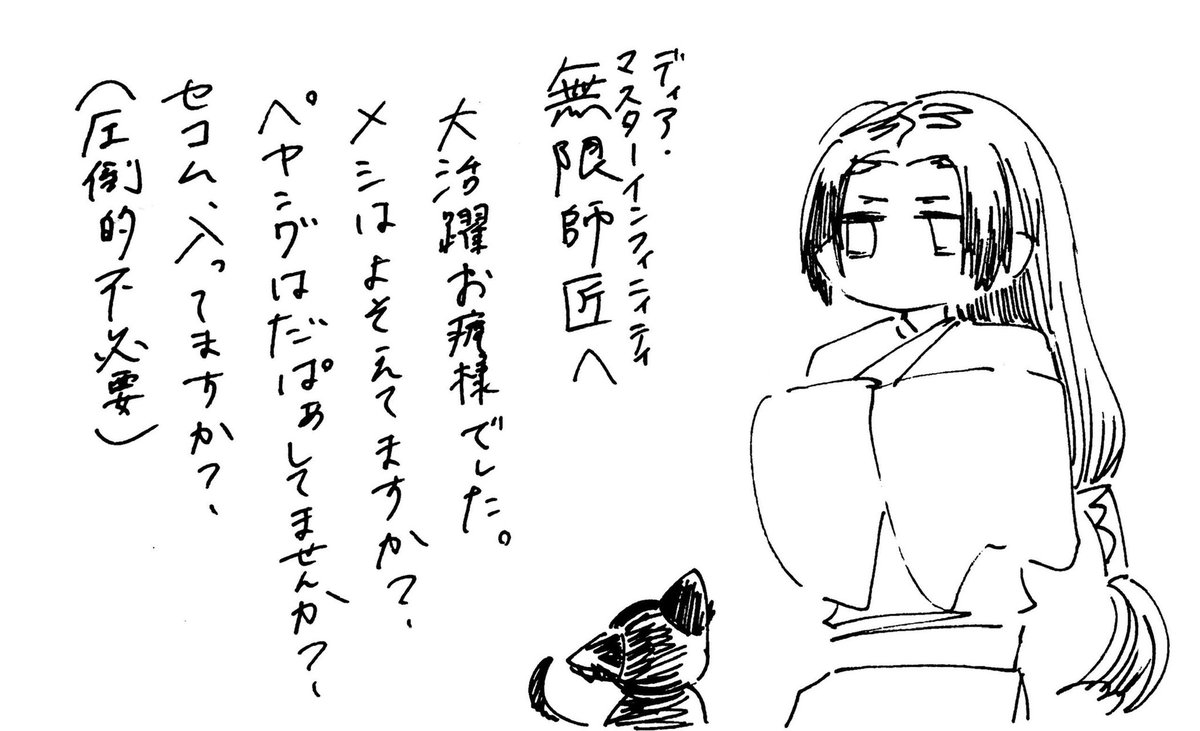 ディア・
マスターインフィニティ
無限師匠へ
大活躍お疲様でした。
メシはよそえてますか？
ペヤングはだばぁしてませんか？
セコム、入ってますか？
（圧倒的不必要）